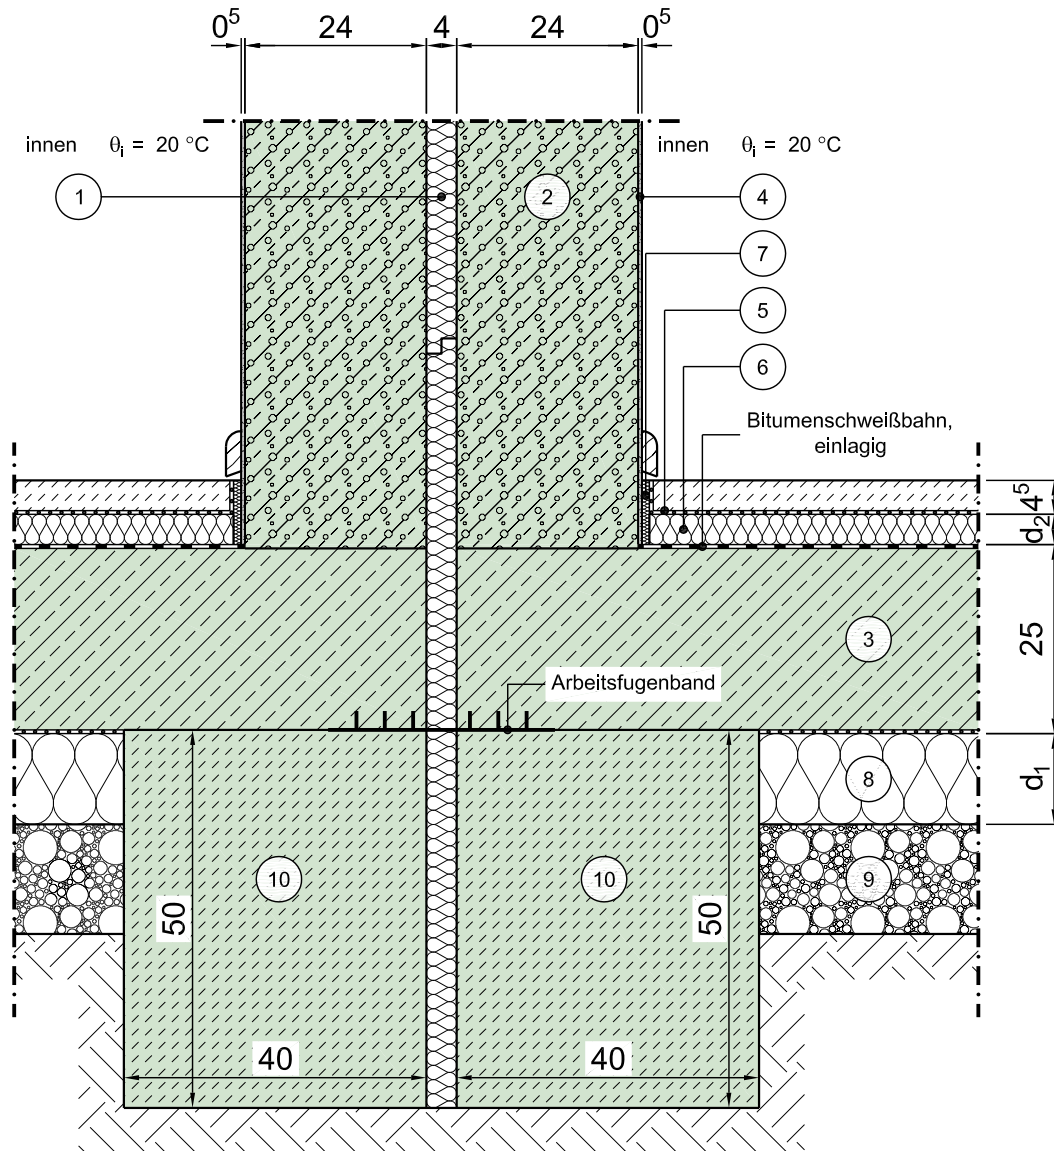 0⁵ 24 4 24 0⁵
innen θi = 20 °C
innen θi = 20 °C
1
2
4
7
5
6
Bitumenschweißbahn,
einlagig
4⁵
d2
25
3
Arbeitsfugenband
d1
8
10
10
9
50
50
40
40